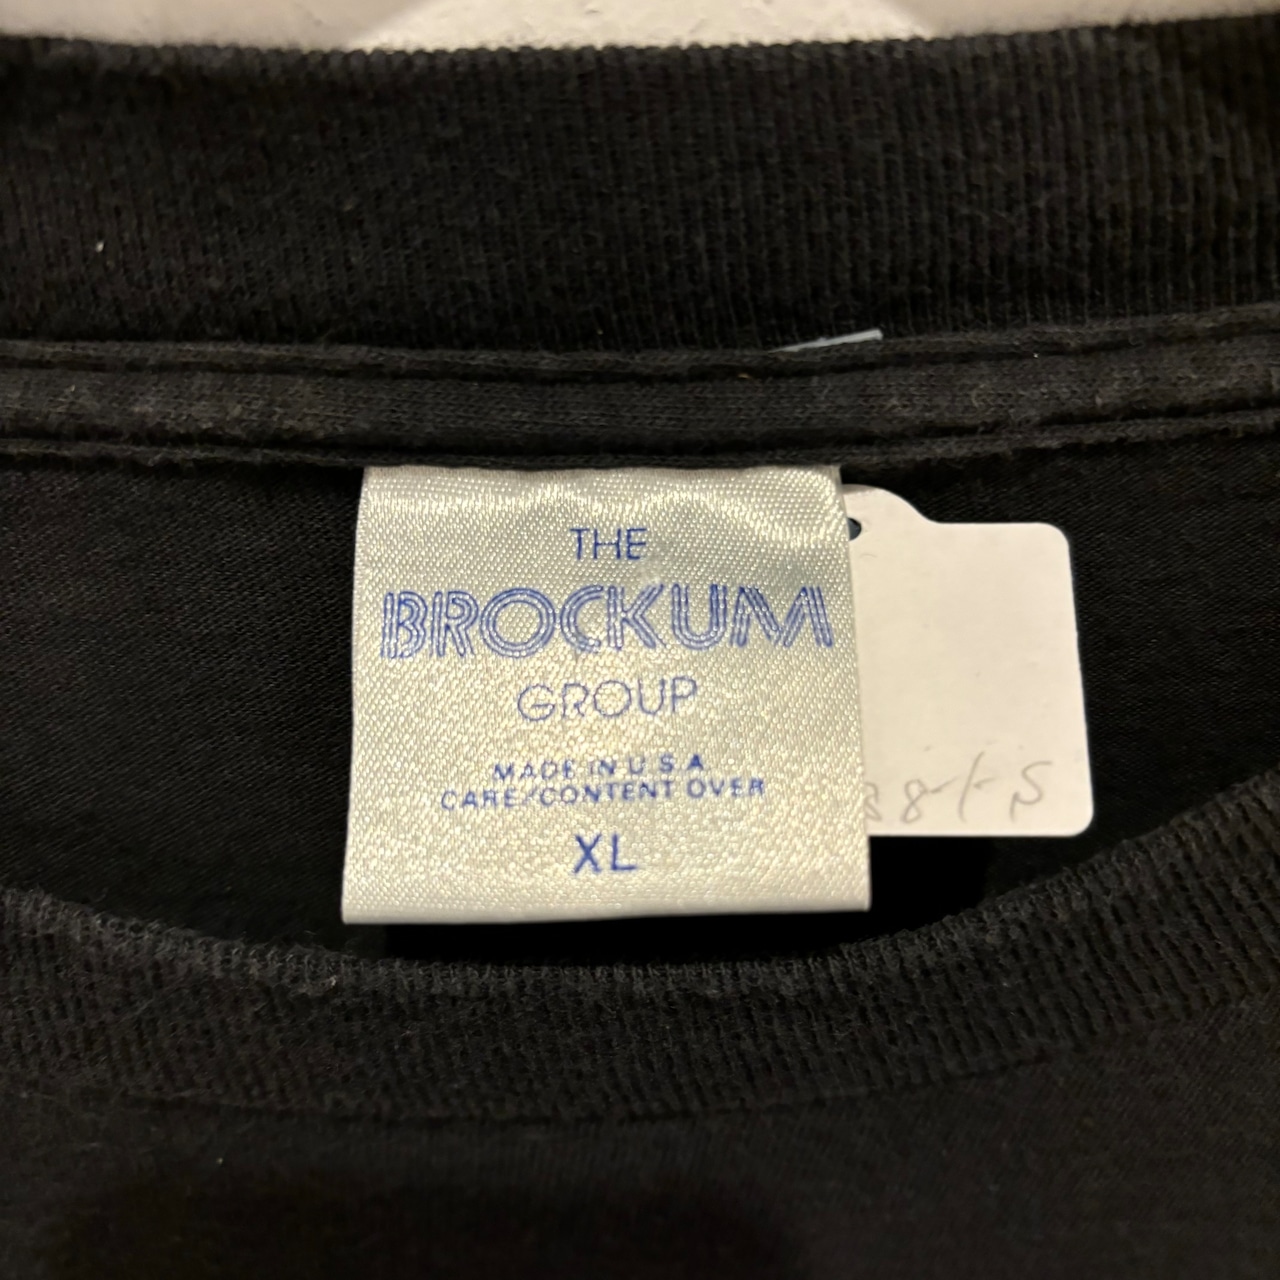 THE
BROCKUM
GROUP
MADE IN U.S.A
CARE/CONTENT OVER
XL